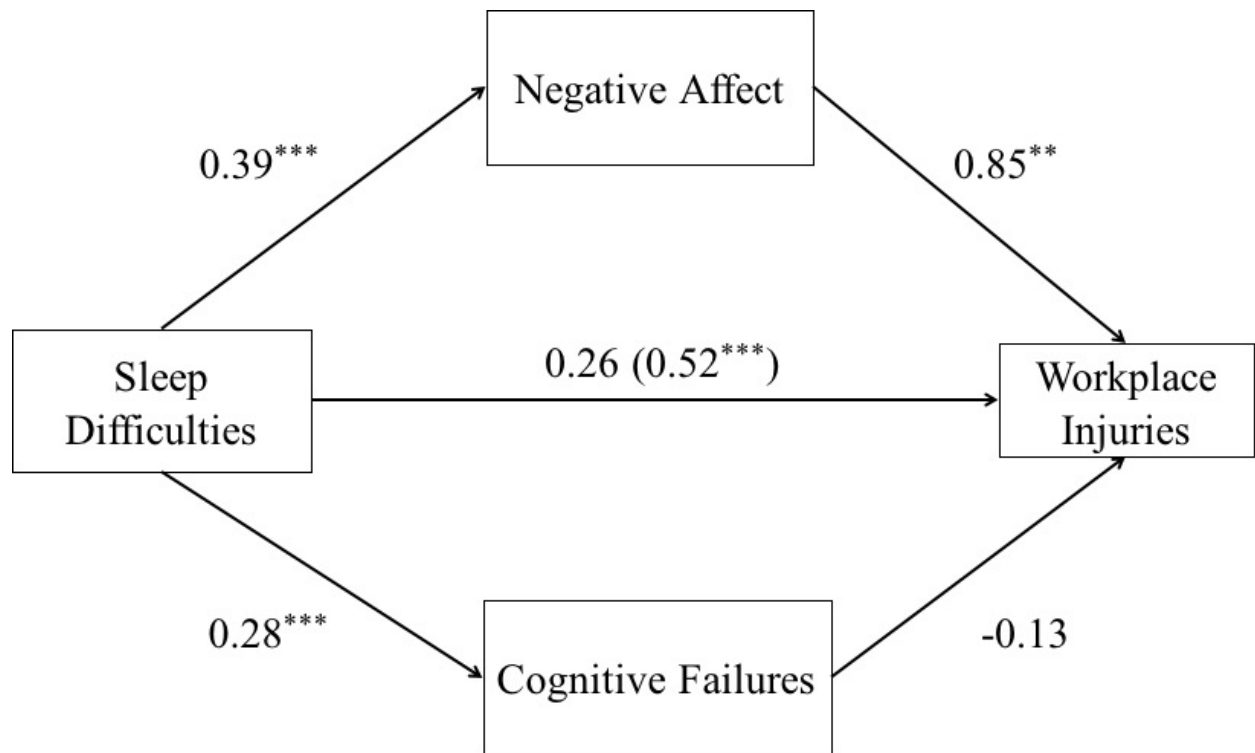 Negative Affect
0.39***
0.85**
Sleep
Difficulties
0.26 (0.52***)
Workplace
Injuries
0.28***
-0.13
Cognitive Failures